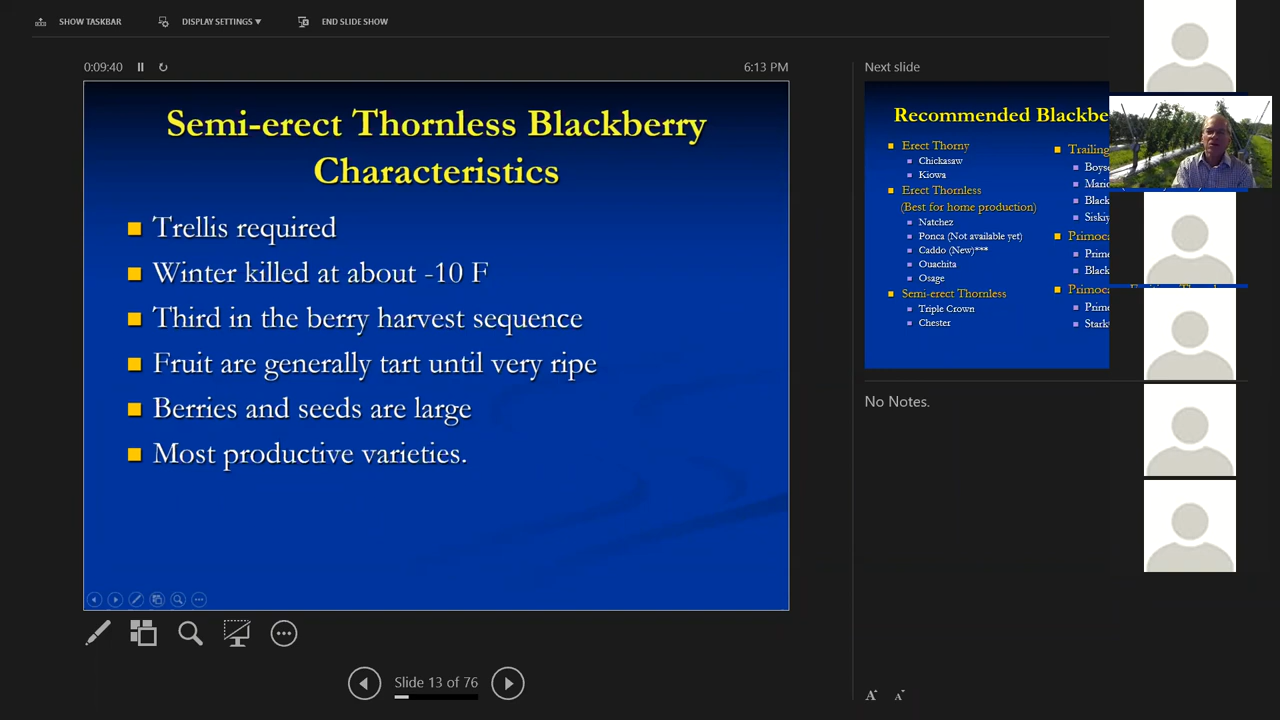 SHOW TASKBAR
DISPLAY SETTINGS ▼
END SLIDE SHOW
0:09:40
6:13 PM
Semi-erect Thornless Blackberry
Characteristics
Trellis required
Winter killed at about -10 F
Third in the berry harvest sequence
Fruit are generally tart until very ripe
Berries and seeds are large
Most productive varieties.
Slide 13 of 76
Next slide
Recommended Blackbe
Erect Thorny
Chickasaw
Kiowa
Erect Thornless
(Best for home production)
Natchez
Ponca (Not available yet)
Caddo (New)***
Ouachita
Osage
Semi-erect Thornless
Triple Crown
Chester
Trailing
Boyse
Mario
Black
Siskiy
Primoc
Prime
Black
Primoc
Prime
Stark
No Notes.
A A